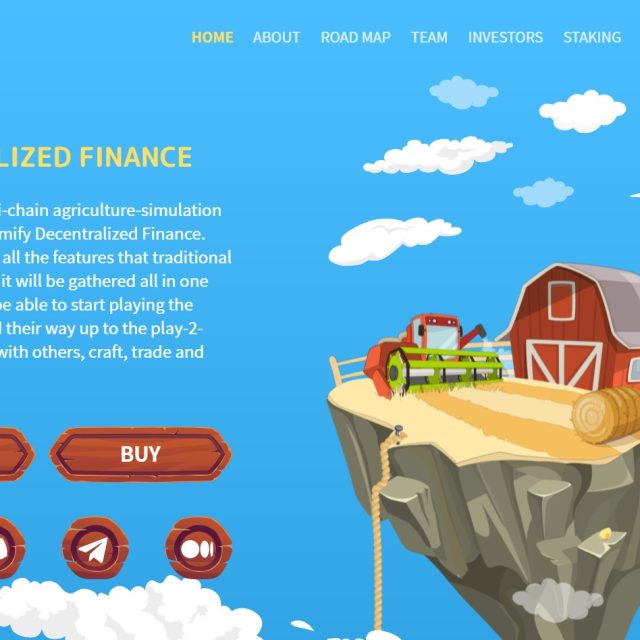 HOME ABOUT ROAD MAP TEAM INVESTORS STAKING
LIZED FINANCE
i-chain agriculture-simulation
mify Decentralized Finance.
all the features that traditional
it will be gathered all in one
be able to start playing the
their way up to the play-2-
with others, craft, trade and
BUY